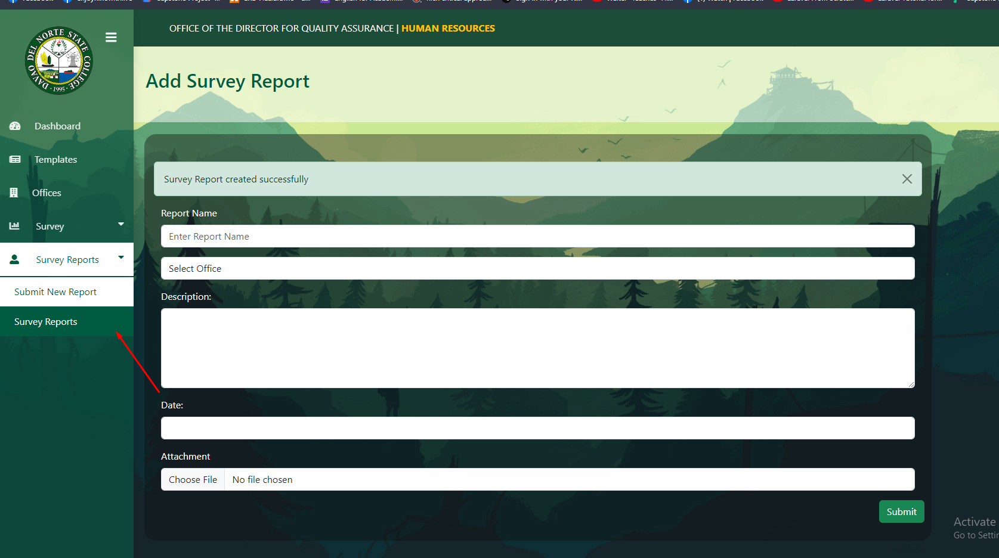 OFFICE OF THE DIRECTOR FOR QUALITY ASSURANCE | HUMAN RESOURCES
DAVAO DEL NORTE STATE COLLEGE
· 1995 ·
Dashboard
Templates
Offices
Survey
Survey Reports
Submit New Report
Survey Reports
Add Survey Report
Survey Report created successfully
Report Name
Enter Report Name
Select Office
Description:
Date:
Attachment
Choose File No file chosen
Submit
Activate
Go to Settin